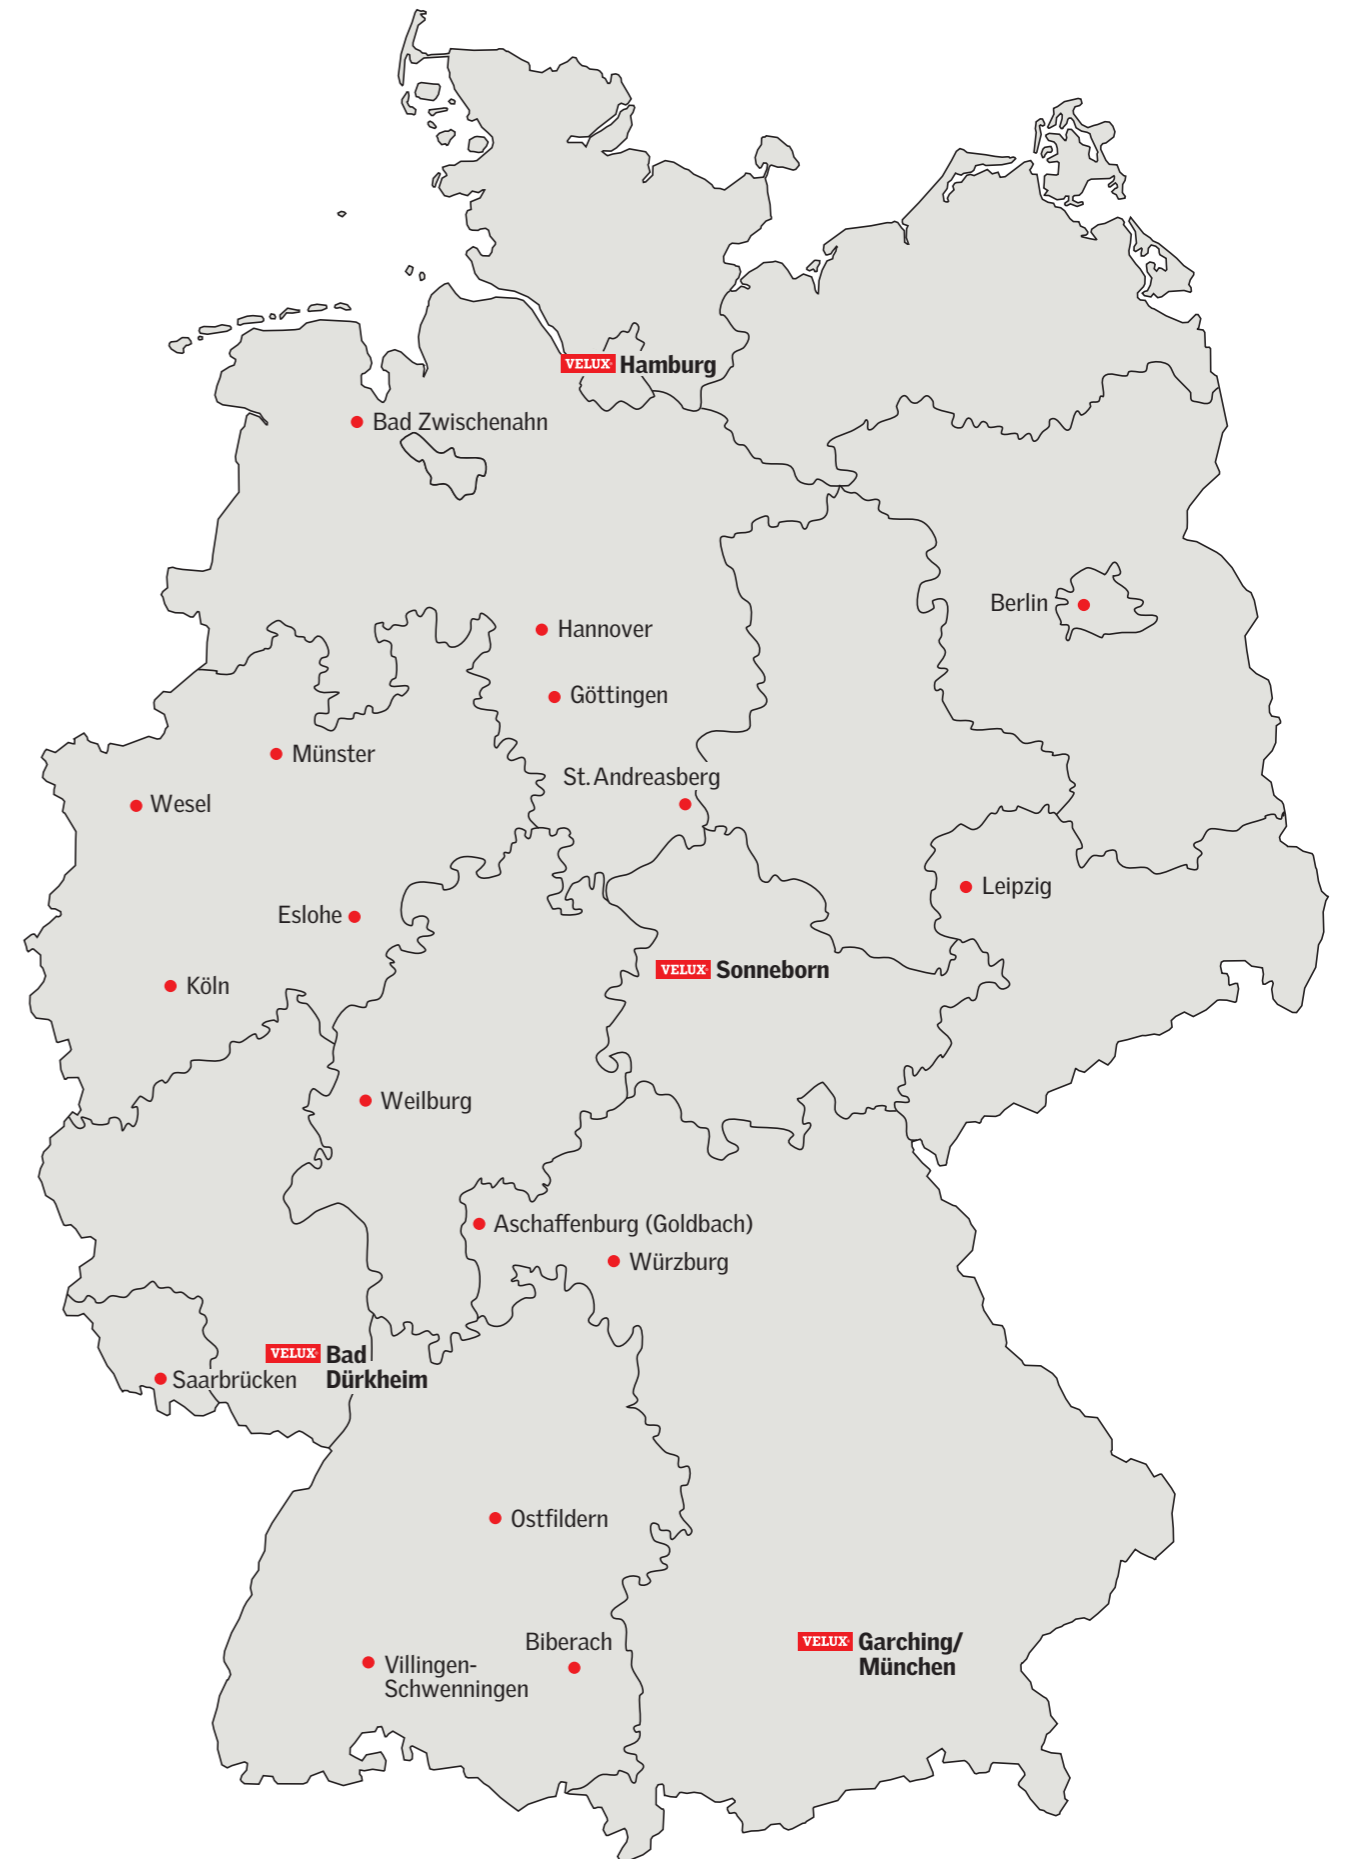 VELUX Hamburg
Bad Zwischenahn
Berlin
Hannover
Göttingen
Münster
St. Andreasberg
Wesel
Leipzig
Eslohe
VELUX Sonneborn
Köln
Weilburg
Aschaffenburg (Goldbach)
Würzburg
VELUX Bad
Dürkheim
Saarbrücken
Ostfildern
Biberach
VELUX Garching/
München
Villingen-
Schwenningen